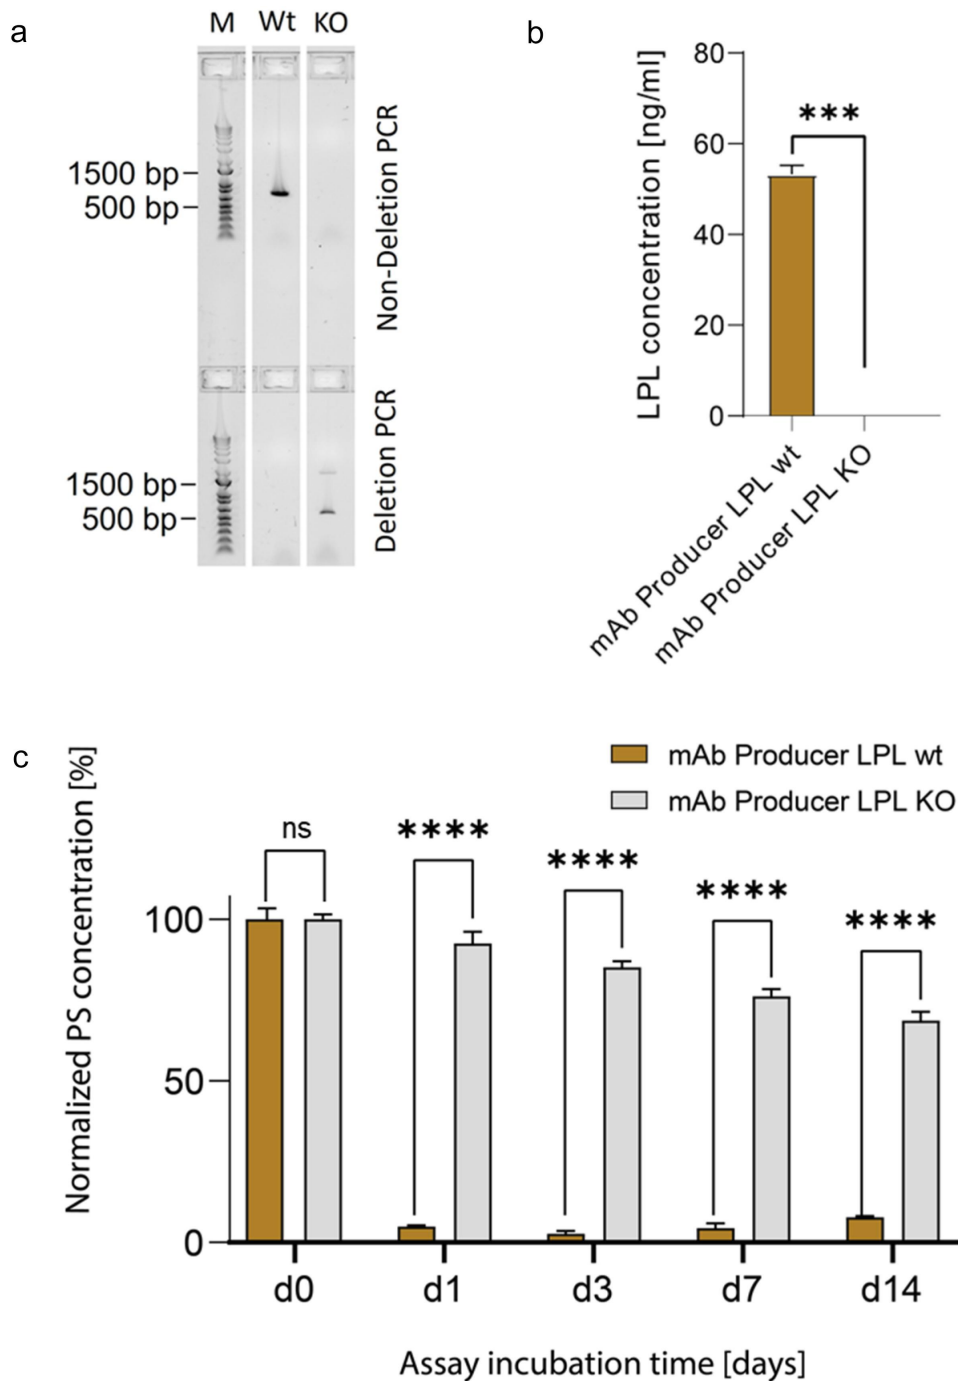 a
M Wt KO
1500 bp
500 bp
Non-Deletion PCR
1500 bp
500 bp
Deletion PCR
b
LPL concentration [ng/ml]
80
60
40
20
0
***
mAb Producer LPL wt
mAb Producer LPL KO
c
mAb Producer LPL wt
mAb Producer LPL KO
Normalized PS concentration [%]
100
50
0
ns
****
****
****
****
d0 d1 d3 d7 d14
Assay incubation time [days]